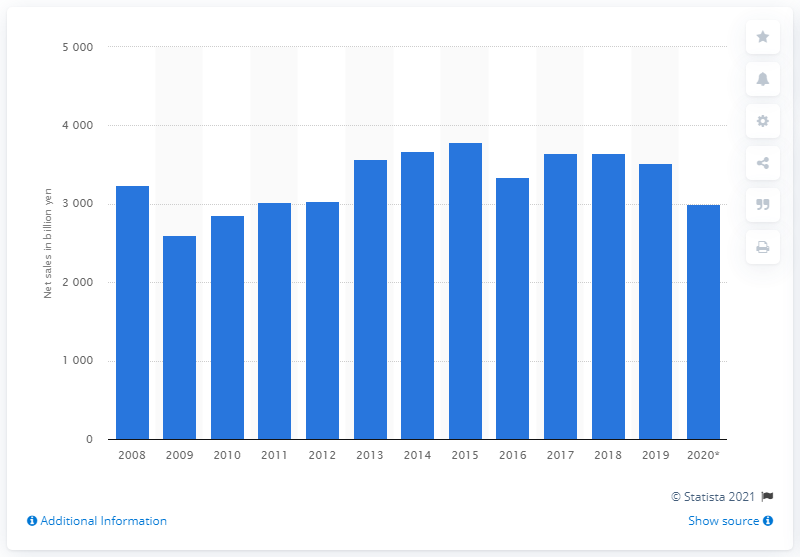 5 000
4 000
3 000
2 000
1 000
0
Net sales in billion yen
2008 2009 2010 2011 2012 2013 2014 2015 2016 2017 2018 2019 2020*
© Statista 2021
Additional Information
Show source